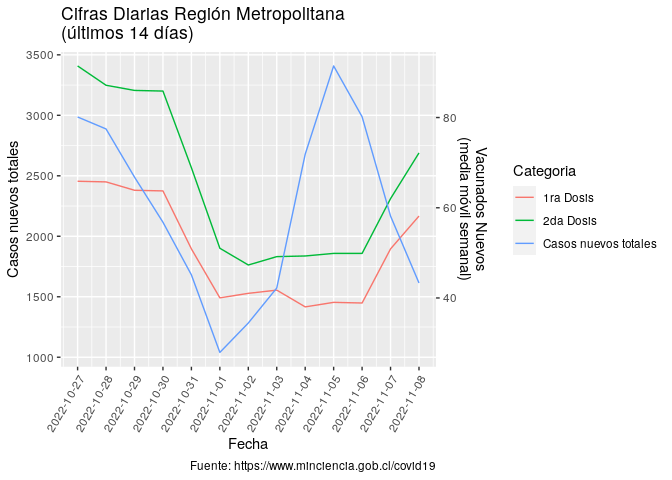 Cifras Diarias Región Metropolitana
(últimos 14 días)
Casos nuevos totales
3500
3000
2500
2000
1500
1000
80
60
40
Vacunados Nuevos
(media móvil semanal)
2022-10-27
2022-10-28
2022-10-29
2022-10-30
2022-10-31
2022-11-01
2022-11-02
2022-11-03
2022-11-04
2022-11-05
2022-11-06
2022-11-07
2022-11-08
Fecha
Categoria
1ra Dosis
2da Dosis
Casos nuevos totales
Fuente: https://www.minciencia.gob.cl/covid19